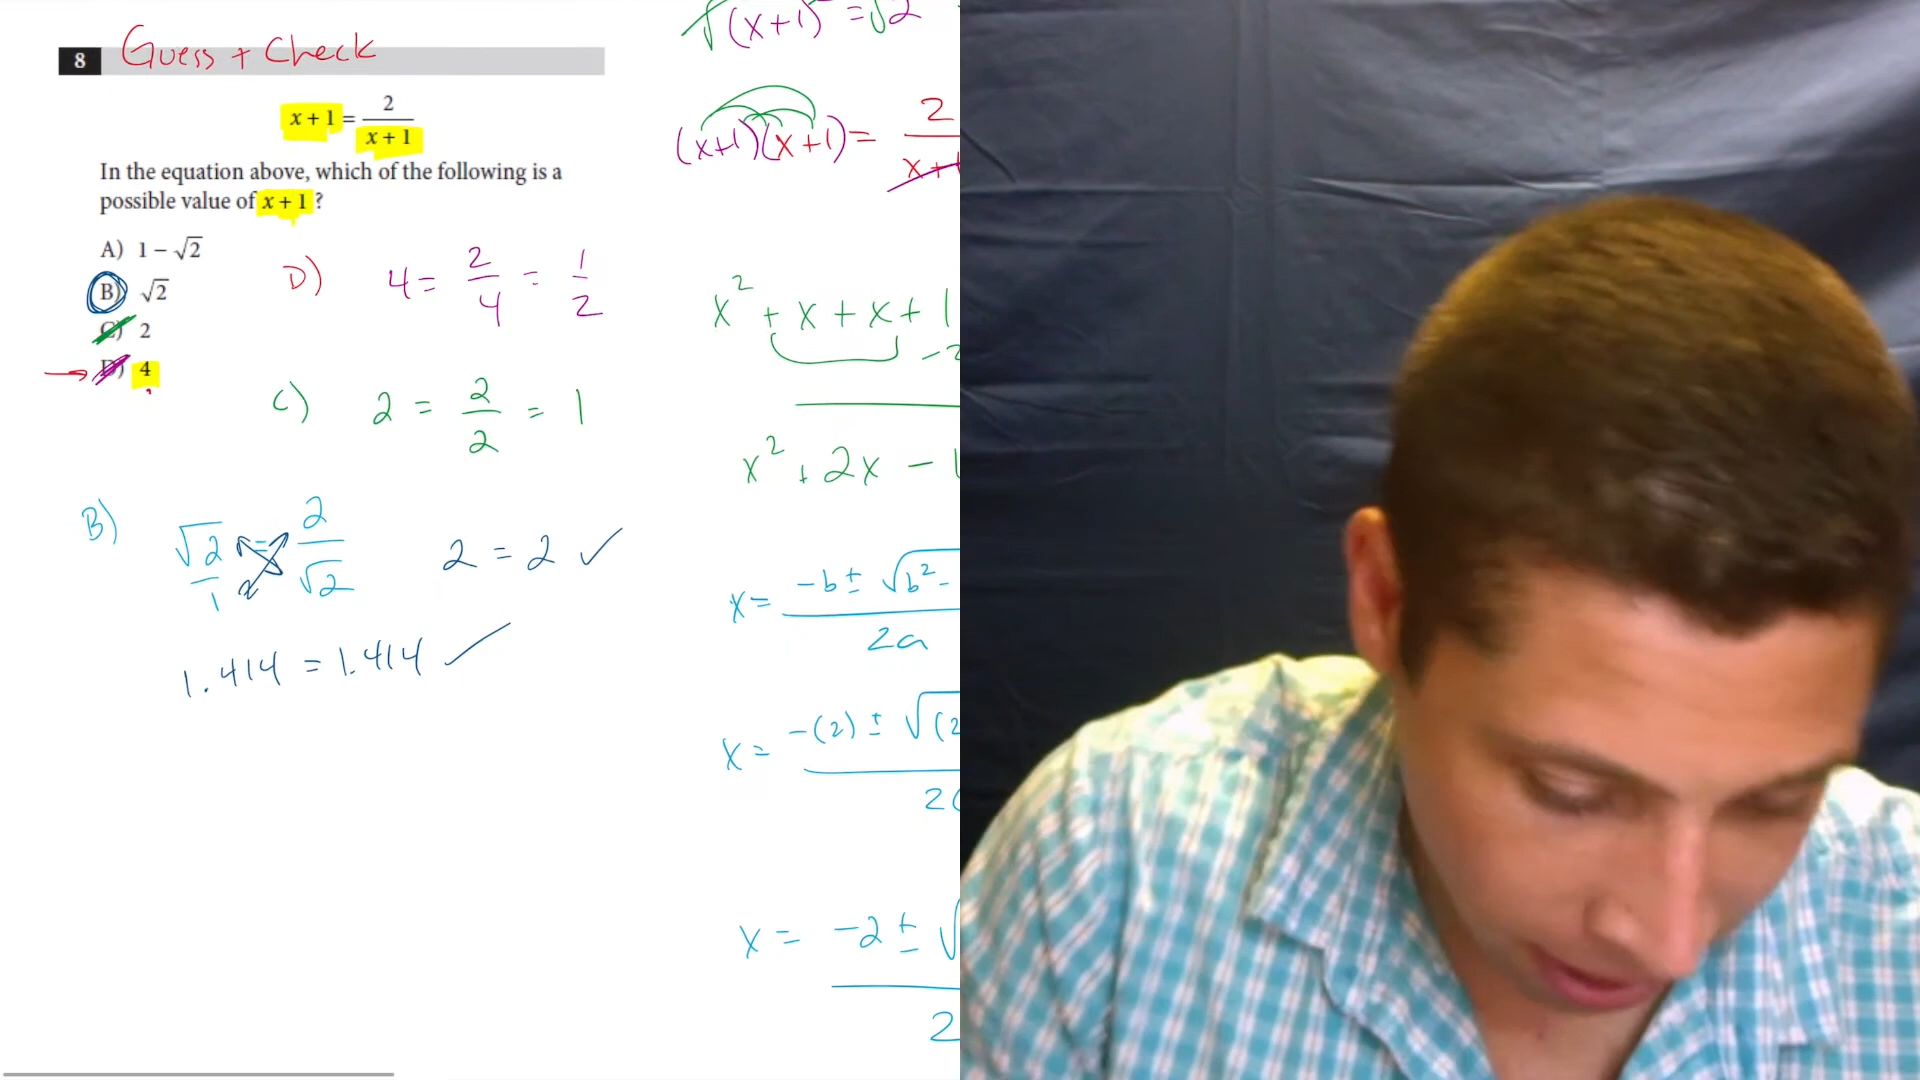 8 Guess + Check
x + 1 = 2 / x + 1
In the equation above, which of the following is a
possible value of x + 1 ?
A) 1 − √2
B) √2
C) 2
D) 4
D) 4 = 2/4 = 1/2
C) 2 = 2/2 = 1
B) √2/1 = 2/√2 2 = 2 ✓
1.414 = 1.414 ✓
√(x+1)² = √2
(x+1)(x+1) = 2
x² + x + x + 1
x² + 2x −
x = −b ± √b² −
2a
x = −(2) ± √(2
2(
x = −2 ± √
2